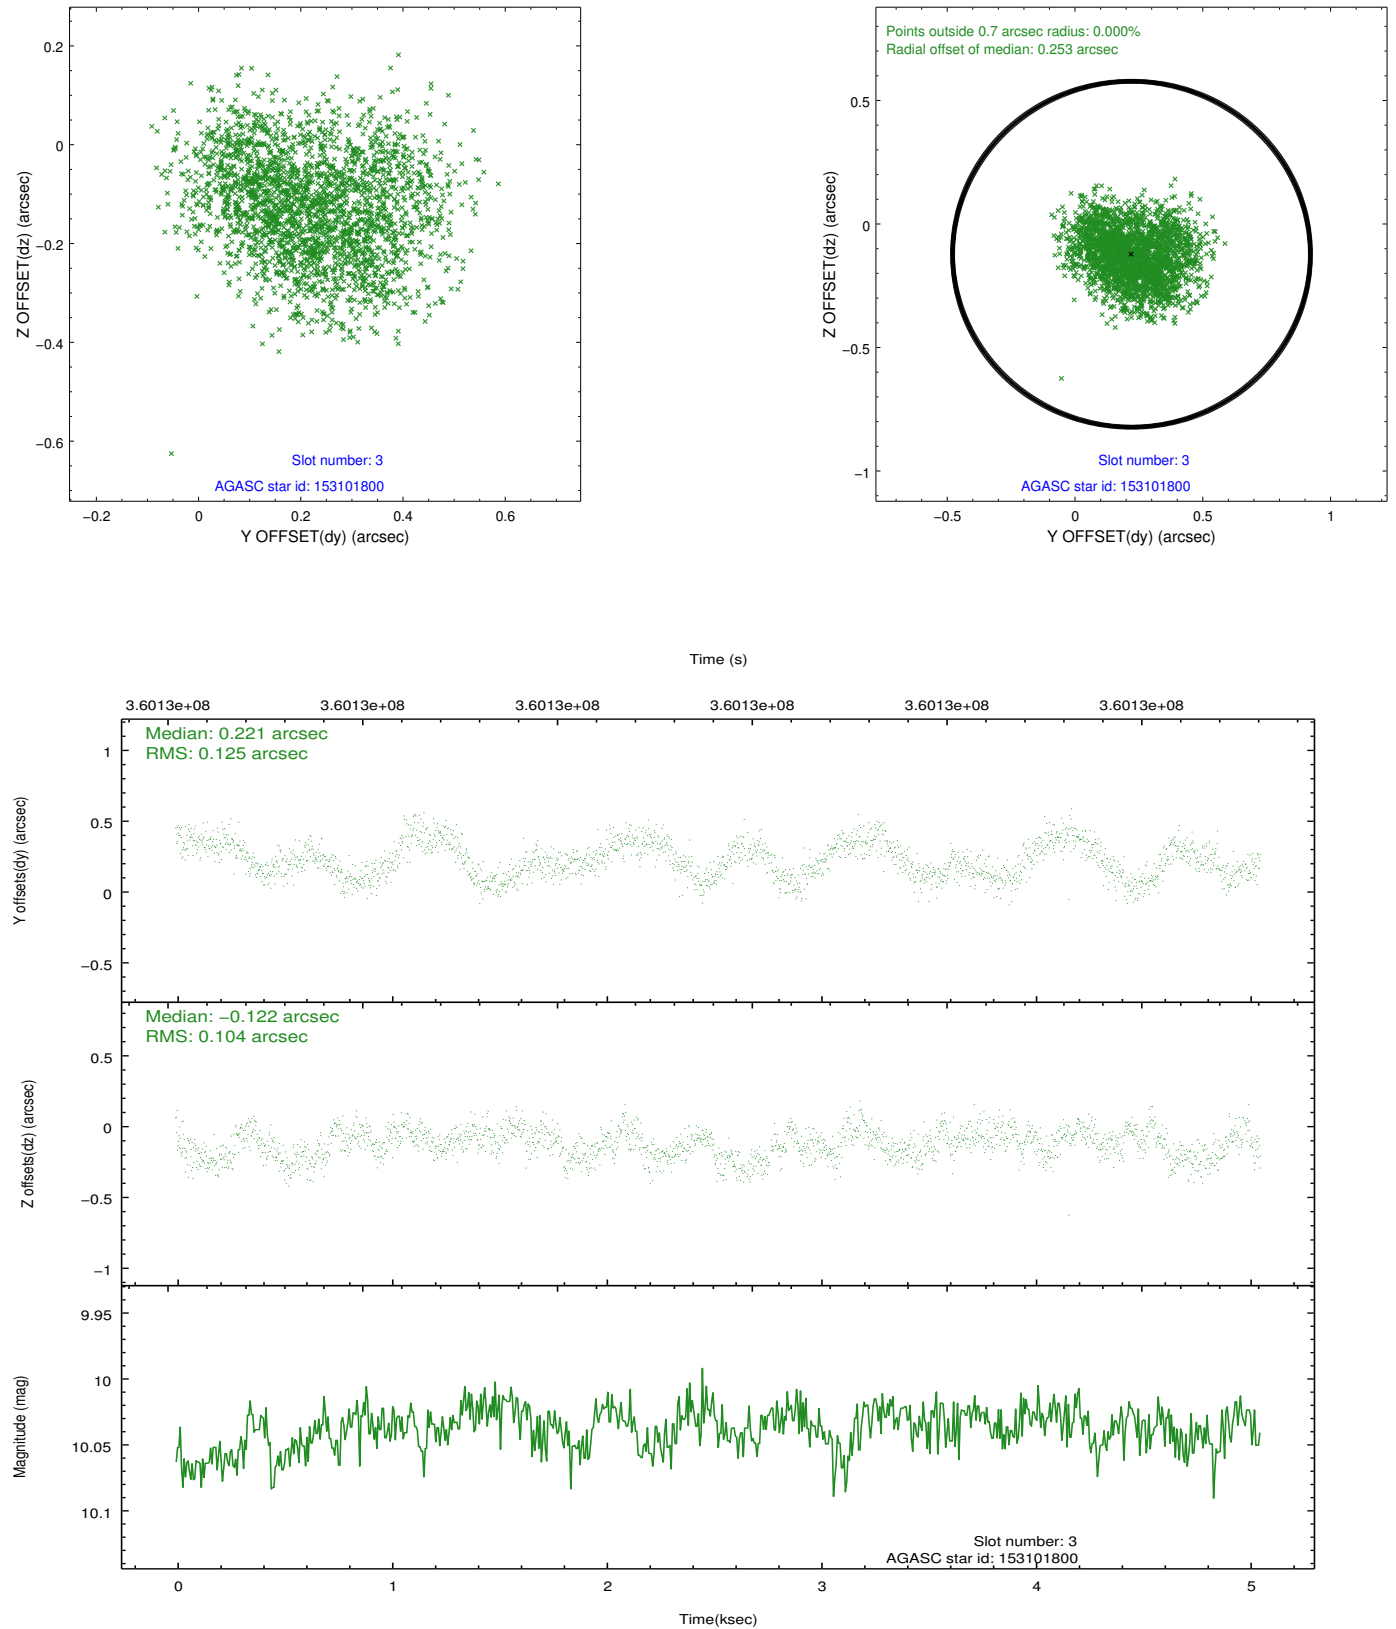 0.2
0
−0.2
−0.4
−0.6
Z OFFSET(dz) (arcsec)
Slot number: 3
AGASC star id: 153101800
−0.2 0 0.2 0.4 0.6
Y OFFSET(dy) (arcsec)
Points outside 0.7 arcsec radius: 0.000%
Radial offset of median: 0.253 arcsec
0.5
0
−0.5
−1
Z OFFSET(dz) (arcsec)
Slot number: 3
AGASC star id: 153101800
−0.5 0 0.5 1
Y OFFSET(dy) (arcsec)
Time (s)
3.6013e+08 3.6013e+08 3.6013e+08 3.6013e+08 3.6013e+08 3.6013e+08
Median: 0.221 arcsec
RMS: 0.125 arcsec
1
0.5
0
−0.5
Y offsets(dy) (arcsec)
Median: −0.122 arcsec
RMS: 0.104 arcsec
0.5
0
−0.5
−1
Z offsets(dz) (arcsec)
9.95
10
10.05
10.1
Magnitude (mag)
Slot number: 3
AGASC star id: 153101800
0 1 2 3 4 5
Time(ksec)